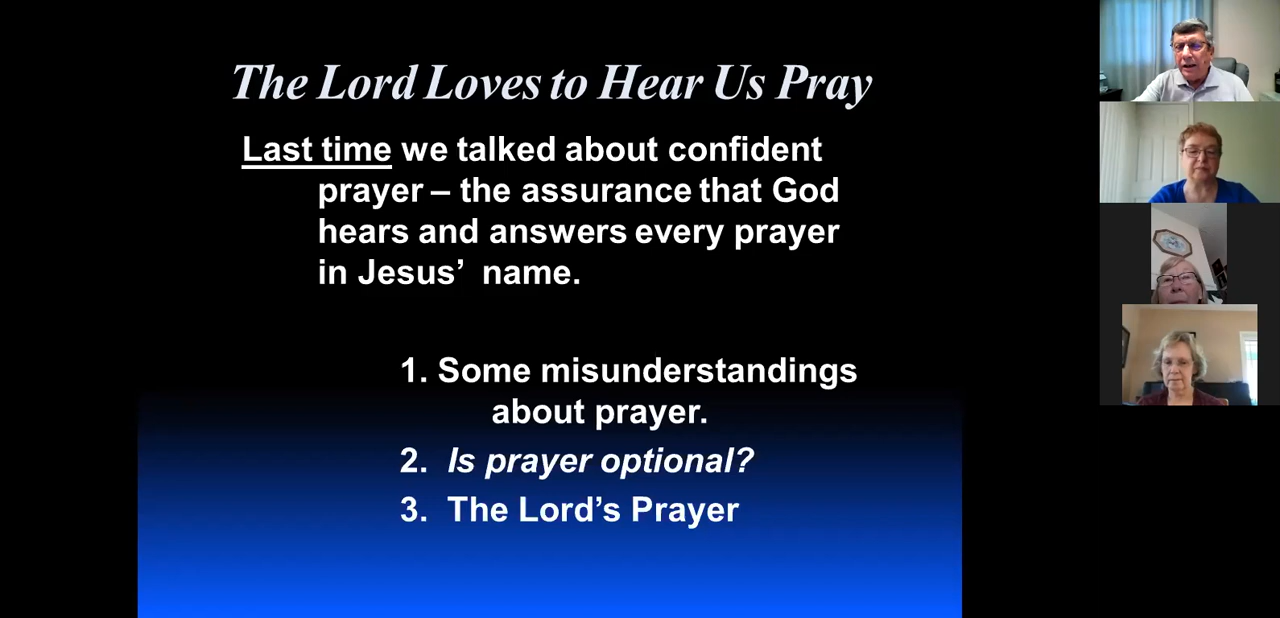 The Lord Loves to Hear Us Pray
Last time we talked about confident
prayer – the assurance that God
hears and answers every prayer
in Jesus’ name.
1. Some misunderstandings
about prayer.
2. Is prayer optional?
3. The Lord’s Prayer